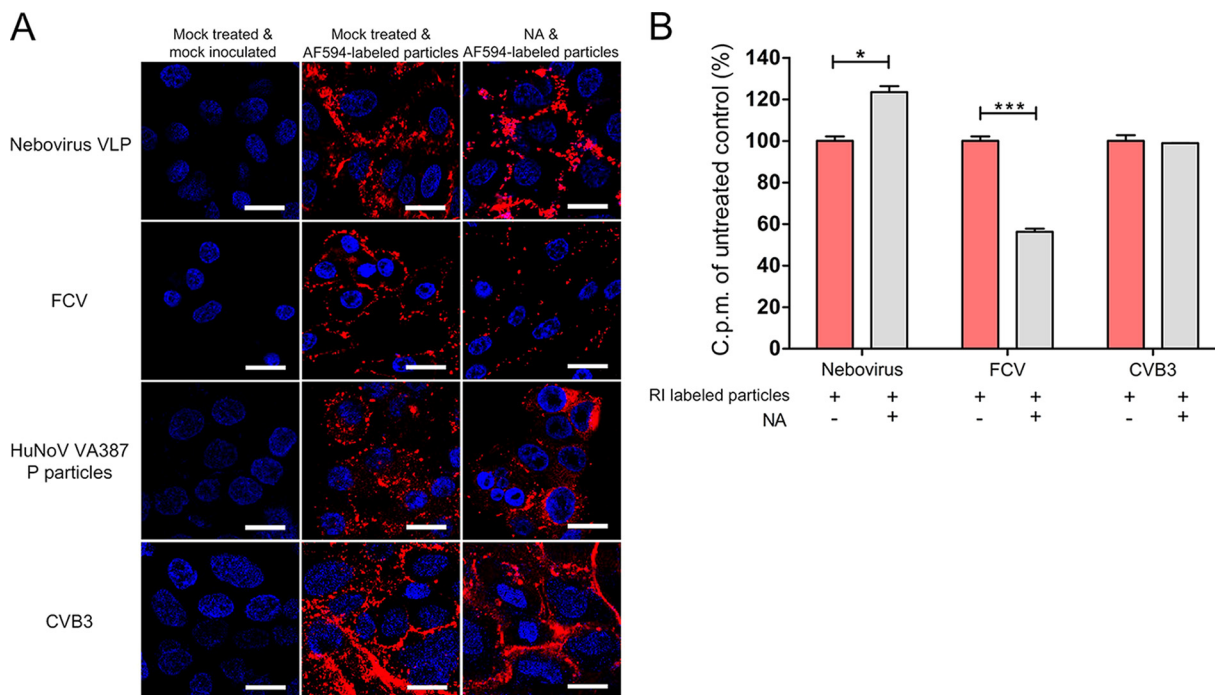 A
Mock treated &
mock inoculated
Mock treated &
AF594-labeled particles
NA &
AF594-labeled particles
Nebovirus VLP
FCV
HuNoV VA387
P particles
CVB3
B
C.p.m. of untreated control (%)
140
120
100
80
60
40
20
0
*
***
Nebovirus FCV CVB3
RI labeled particles + + + + + +
NA - + - + - +